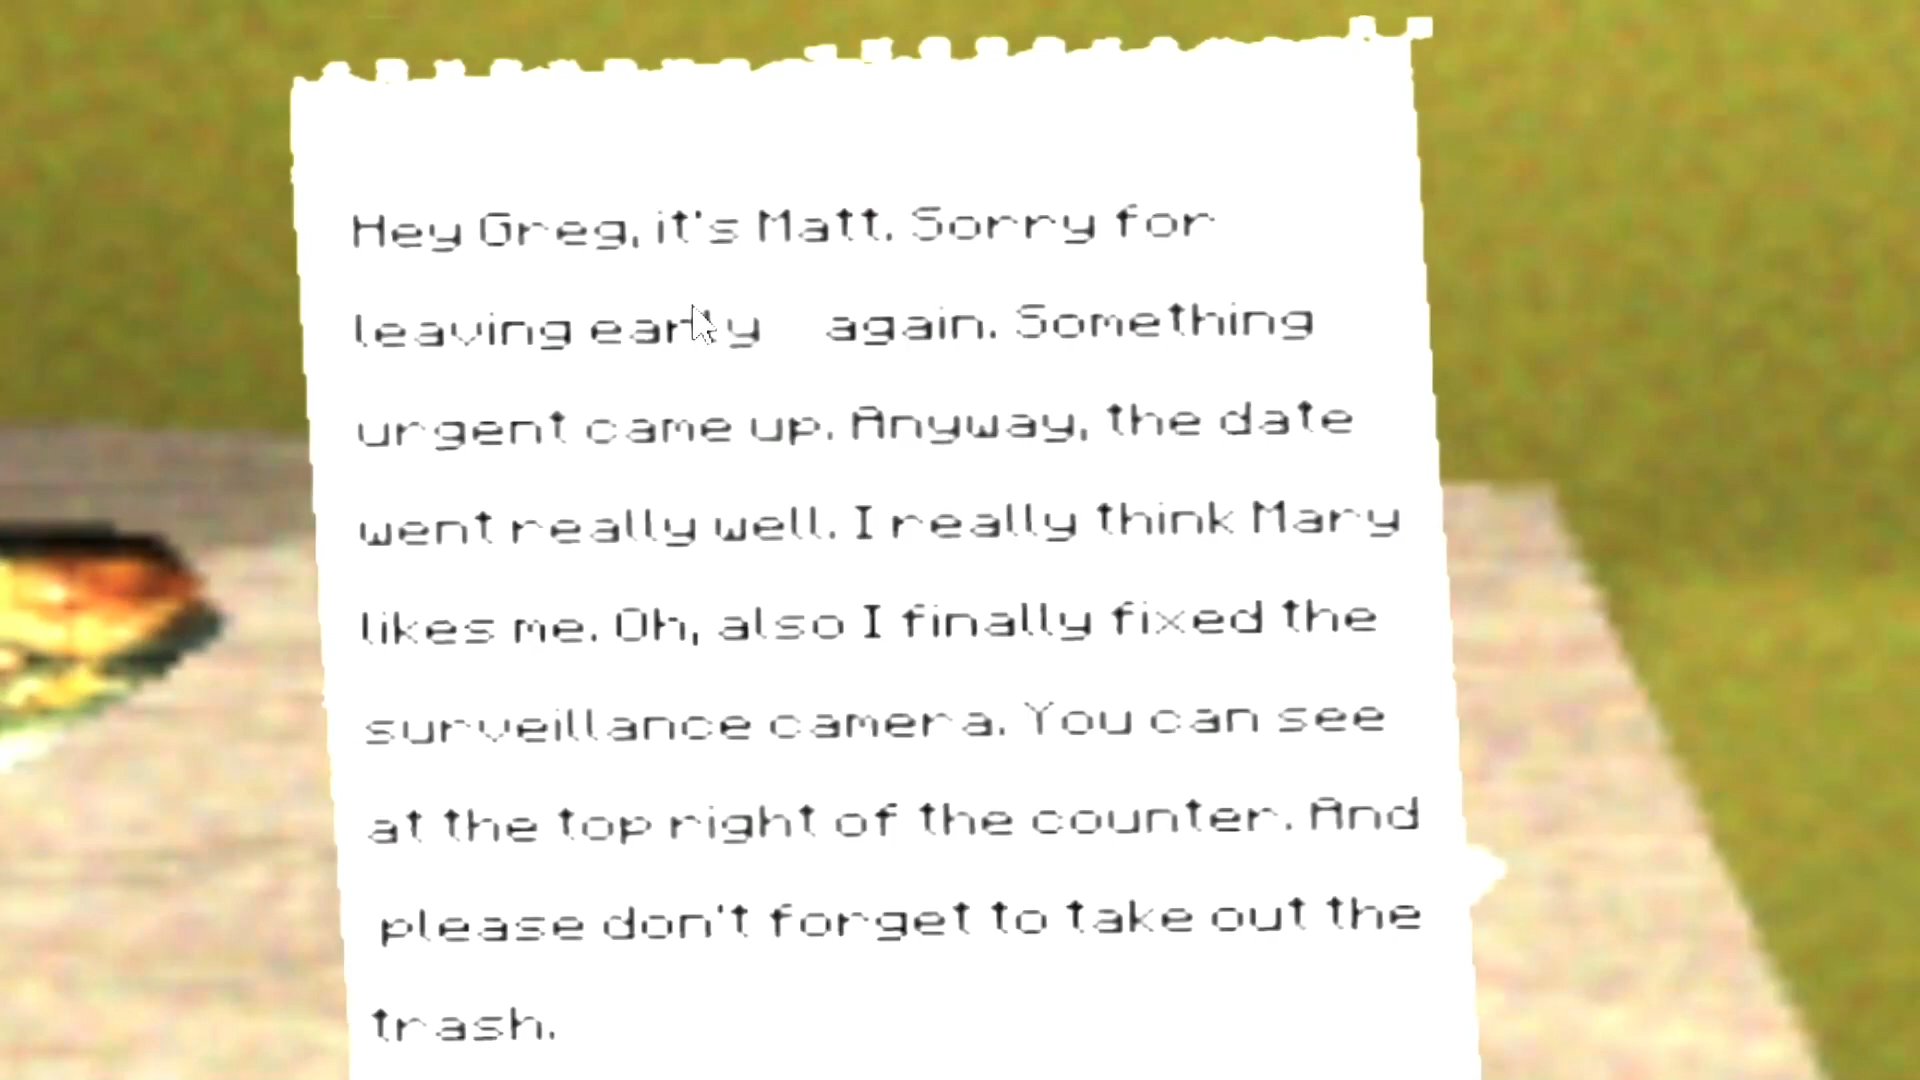 Hey Greg, it's Matt. Sorry for
leaving early again. Something
urgent came up. Anyway, the date
went really well. I really think Mary
likes me. Oh, also I finally fixed the
surveillance camera. You can see
at the top right of the counter. And
please don't forget to take out the
trash.